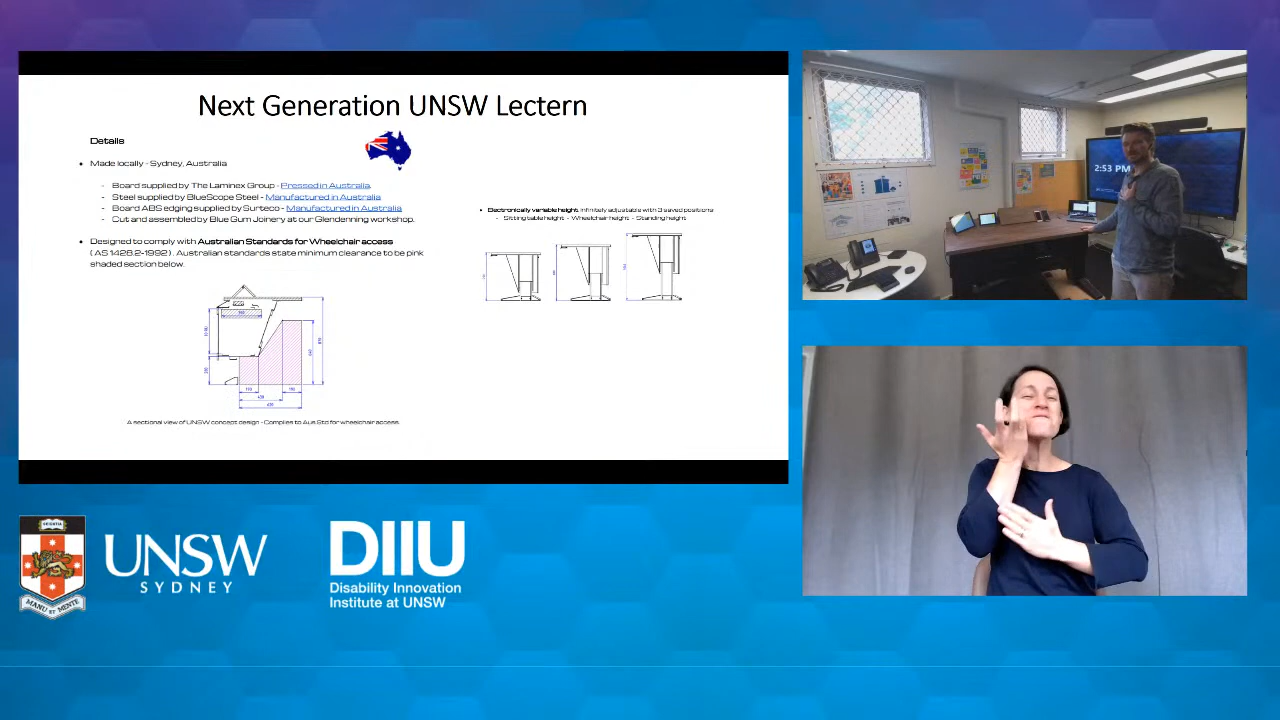 Next Generation UNSW Lectern
Details
• Made locally - Sydney, Australia
- Board supplied by The Laminex Group - Pressed in Australia.
- Steel supplied by BlueScope Steel - Manufactured in Australia
- Board ABS edging supplied by Surteco - Manufactured in Australia
- Cut and assembled by Blue Gum Joinery at our Glendenning workshop.
• Designed to comply with Australian Standards for Wheelchair access
(AS 1428.2-1992). Australian standards state minimum clearance to be pink
shaded section below.
A sectional view of UNSW concept design - Complies to Aus Std for wheelchair access.
• Electronically variable height, infinitely adjustable with 3 saved positions:
- Sitting table height - Wheelchair height - Standing height
2:53 PM
SCIENTIA
MANU ET MENTE
UNSW
SYDNEY
DIIU
Disability Innovation
Institute at UNSW